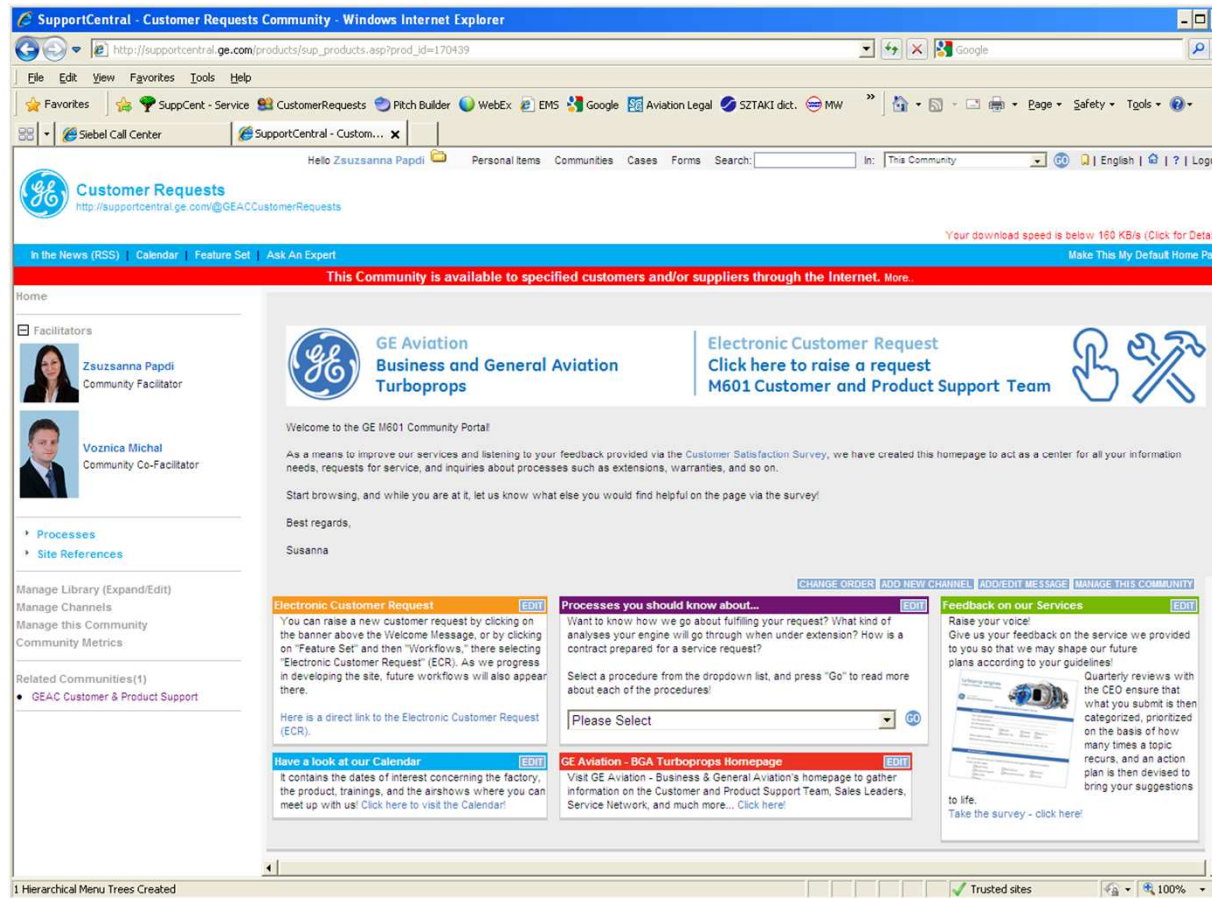 SupportCentral - Customer Requests Community - Windows Internet Explorer
http://supportcentral.ge.com/products/sup_products.asp?prod_id=170439
Google
File Edit View Favorites Tools Help
Favorites SuppCent - Service CustomerRequests Pitch Builder WebEx EMS Google Aviation Legal SZTAKI dict. MW » Page Safety Tools
Siebel Call Center SupportCentral - Custom...
Hello Zsuzsanna Papdi Personal Items Communities Cases Forms Search: In: This Community GO | English | | ? | Logo
Customer Requests
http://supportcentral.ge.com/@GEACCustomerRequests
Your download speed is below 160 KB/s (Click for Deta
In the News (RSS) | Calendar | Feature Set | Ask An Expert Make This My Default Home Pa
This Community is available to specified customers and/or suppliers through the Internet. More..
Home
Facilitators
Zsuzsanna Papdi
Community Facilitator
Voznica Michal
Community Co-Facilitator
Processes
Site References
Manage Library (Expand/Edit)
Manage Channels
Manage this Community
Community Metrics
Related Communities(1)
GEAC Customer & Product Support
GE Aviation
Business and General Aviation
Turboprops
Electronic Customer Request
Click here to raise a request
M601 Customer and Product Support Team
Welcome to the GE M601 Community Portal!
As a means to improve our services and listening to your feedback provided via the Customer Satisfaction Survey, we have created this homepage to act as a center for all your information
needs, requests for service, and inquiries about processes such as extensions, warranties, and so on.
Start browsing, and while you are at it, let us know what else you would find helpful on the page via the survey!
Best regards,
Susanna
CHANGE ORDER ADD NEW CHANNEL ADD/EDIT MESSAGE MANAGE THIS COMMUNITY
Electronic Customer Request EDIT
You can raise a new customer request by clicking on
the banner above the Welcome Message, or by clicking
on "Feature Set" and then "Workflows," there selecting
"Electronic Customer Request" (ECR). As we progress
in developing the site, future workflows will also appear
there.
Here is a direct link to the Electronic Customer Request
(ECR).
Processes you should know about... EDIT
Want to know how we go about fulfilling your request? What kind of
analyses your engine will go through when under extension? How is a
contract prepared for a service request?
Select a procedure from the dropdown list, and press "Go" to read more
about each of the procedures!
Please Select GO
Feedback on our Services EDIT
Raise your voice!
Give us your feedback on the service we provided
to you so that we may shape our future
plans according to your guidelines!
Quarterly reviews with
the CEO ensure that
what you submit is then
categorized, prioritized
on the basis of how
many times a topic
recurs, and an action
plan is then devised to
bring your suggestions
to life.
Take the survey - click here!
Have a look at our Calendar EDIT
It contains the dates of interest concerning the factory,
the product, trainings, and the airshows where you can
meet up with us! Click here to visit the Calendar!
GE Aviation - BGA Turboprops Homepage EDIT
Visit GE Aviation - Business & General Aviation's homepage to gather
information on the Customer and Product Support Team, Sales Leaders,
Service Network, and much more... Click here!
1 Hierarchical Menu Trees Created Trusted sites 100%